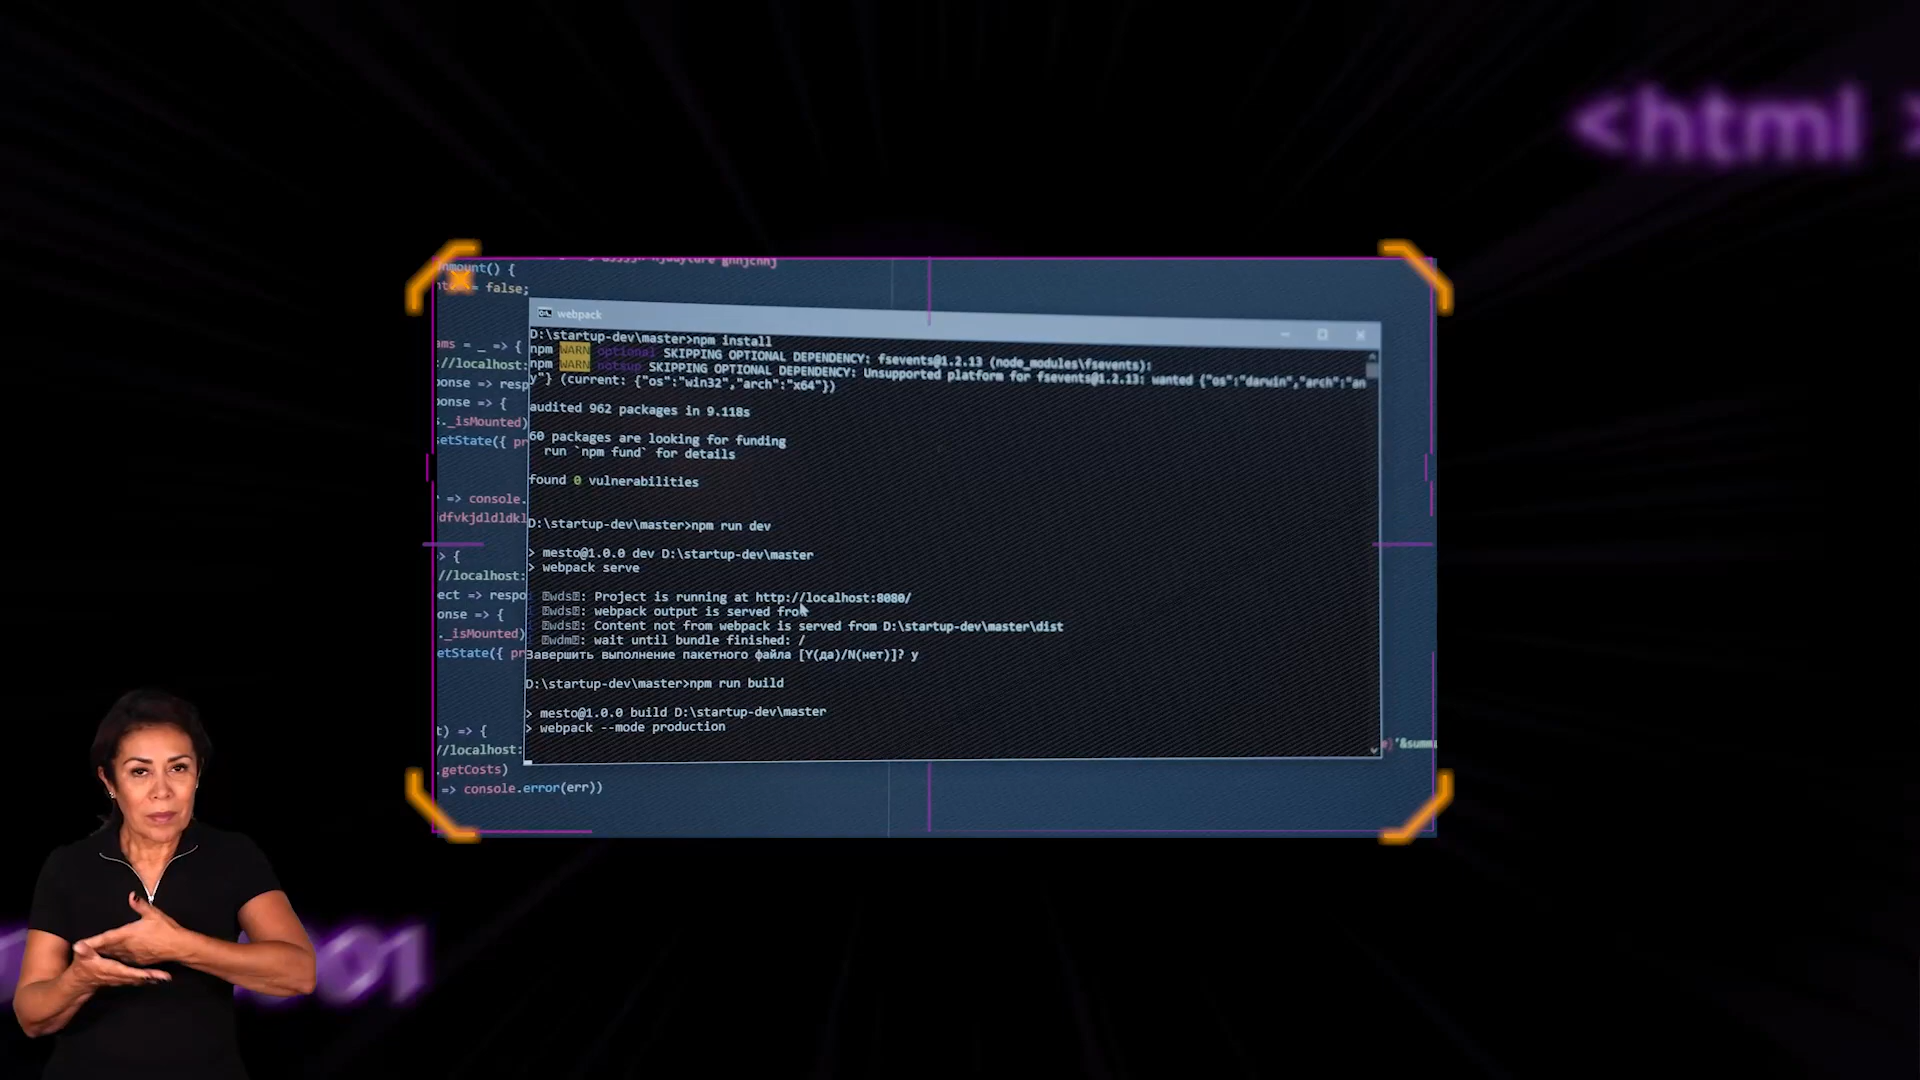 <html >
mount() {
= false;
webpack
D:\startup-dev\master>npm install
npm WARN optional SKIPPING OPTIONAL DEPENDENCY: fsevents@1.2.13 (node_modules\fsevents):
npm WARN notsup SKIPPING OPTIONAL DEPENDENCY: Unsupported platform for fsevents@1.2.13: wanted {"os":"darwin","arch":"an
y"} (current: {"os":"win32","arch":"x64"})
audited 962 packages in 9.118s
60 packages are looking for funding
run `npm fund` for details
found 0 vulnerabilities
D:\startup-dev\master>npm run dev
> mesto@1.0.0 dev D:\startup-dev\master
> webpack serve
wds: Project is running at http://localhost:8080/
wds: webpack output is served
wds: Content not from webpack is served from D:\startup-dev\master\dist
wdm: wait until bundle finished: /
Завершить выполнение пакетного файла [Y(да)/N(нет)]? y
D:\startup-dev\master>npm run build
> mesto@1.0.0 build D:\startup-dev\master
> webpack --mode production
ams = _ => {
//localhost:
ponse => resp
ponse => {
._isMounted)
setState({ pr
=> console.
dfvkjdldldkl
=> {
//localhost:
ect => respo
onse => {
._isMounted)
etState({ pr
t) => {
//localhost:
.getCosts)
=> console.error(err))
}'&summ
01